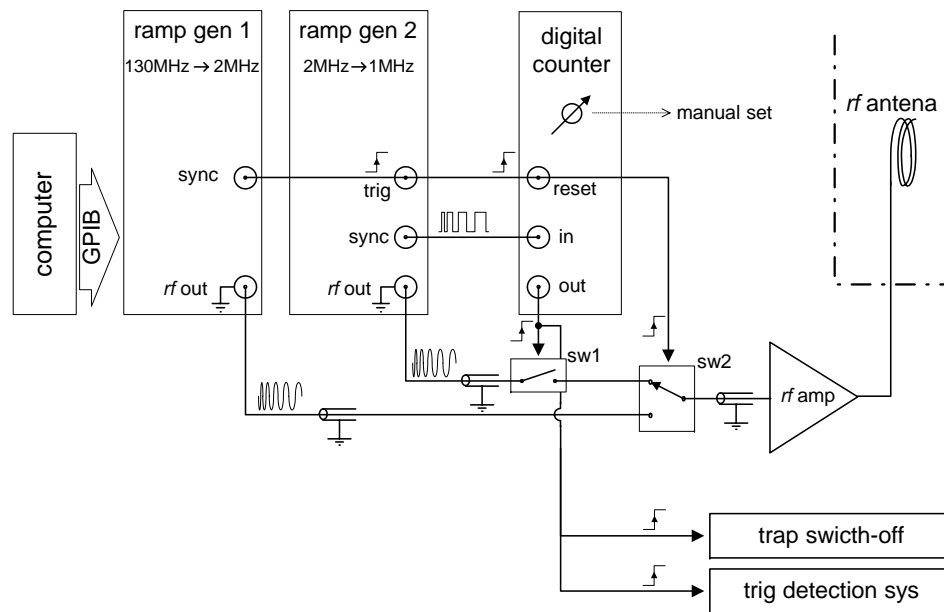 ramp gen 1
130MHz→2MHz
ramp gen 2
2MHz→1MHz
digital
counter
manual set
rf antena
computer
GPIB
sync
trig
reset
sync
in
rf out
rf out
out
sw1
sw2
rf amp
trap swicth-off
trig detection sys